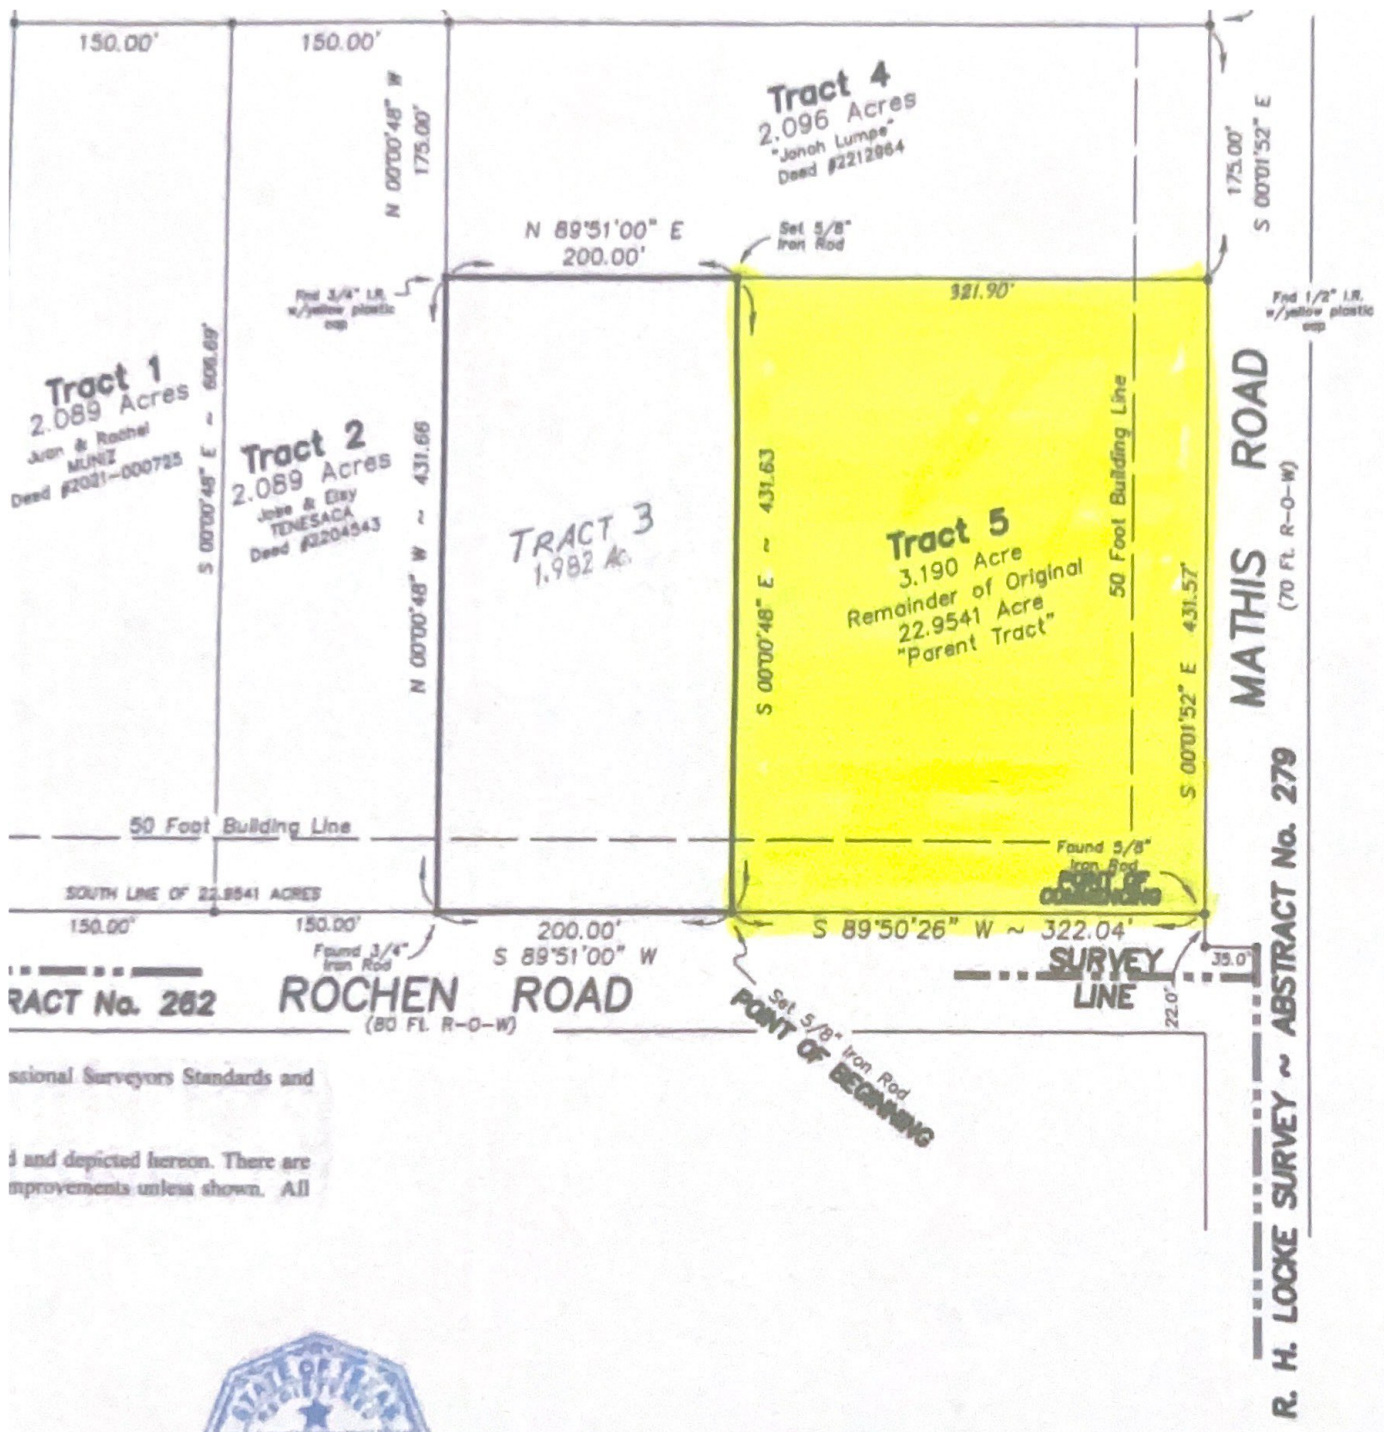 150.00'
150.00'
N 00°00'48" W
175.00'
Tract 4
2.096 Acres
"Jonah Lumpe"
Deed #2212964
175.00'
S 00°01'52" E
N 89°51'00" E
200.00'
Set 5/8"
Iron Rod
321.90'
Fnd 3/4" I.R.
w/yellow plastic
cap
Fnd 1/2" I.R.
w/yellow plastic
cap
Tract 1
2.089 Acres
Juan & Rachel
MUNIZ
Deed #2021-000725
S 00°00'48" E ~ 606.69'
Tract 2
2.089 Acres
Jose & Elsy
TENESACA
Deed #2204543
N 00°00'48" W ~ 431.66
TRACT 3
1.982 Ac.
S 00°00'48" E ~ 431.63
Tract 5
3.190 Acre
Remainder of Original
22.9541 Acre
"Parent Tract"
50 Foot Building Line
S 00°01'52" E 431.57'
MATHIS ROAD
(70 Ft. R-O-W)
50 Foot Building Line
Found 5/8"
Iron Rod
POINT OF
COMMENCING
SOUTH LINE OF 22.9541 ACRES
150.00'
150.00'
200.00'
S 89°51'00" W
S 89°50'26" W ~ 322.04'
Found 3/4"
Iron Rod
SURVEY
LINE
35.0'
22.0'
RACT No. 262
ROCHEN ROAD
(80 Ft. R-O-W)
Set 5/8" Iron Rod
POINT OF BEGINNING
R. H. LOCKE SURVEY ~ ABSTRACT No. 279
ssional Surveyors Standards and
d and depicted hereon. There are
mprovements unless shown. All
STATE OF TEXAS